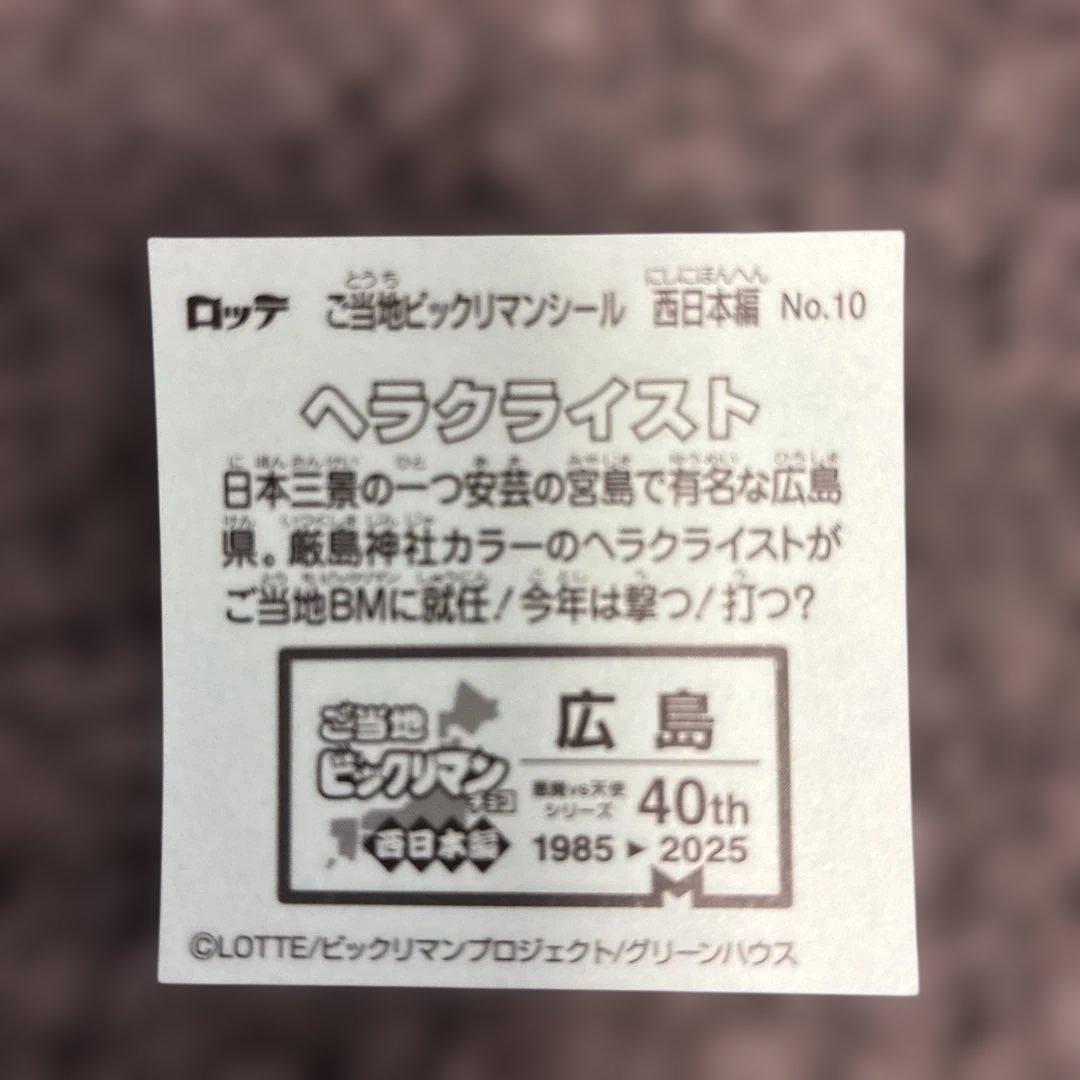 ロッテ ご当地ビックリマンシール 西日本編 No.10
ヘラクライスト
日本三景の一つ安芸の宮島で有名な広島
県。厳島神社カラーのヘラクライストが
ご当地BMに就任!今年は撃つ!打つ?
ご当地
ビックリマン
チョコ
西日本編
広島
悪魔vs天使
シリーズ
40th
1985▶2025
©LOTTE/ビックリマンプロジェクト/グリーンハウス